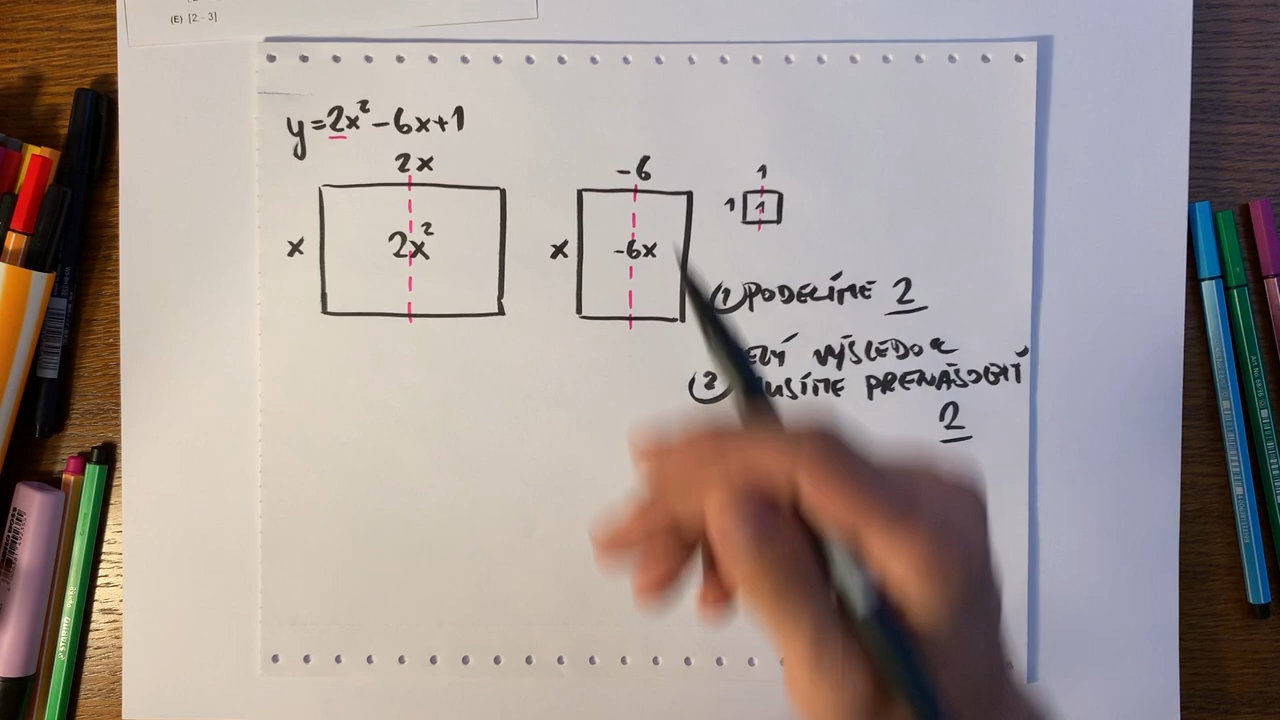 (E) [2, - 3]
y=2x²-6x+1
2x
-6
1
x
2x²
x
-6x
1
1
① PODELÍME 2
VÝSLEDOK
② PRENÁSOBIŤ
2
STABILO